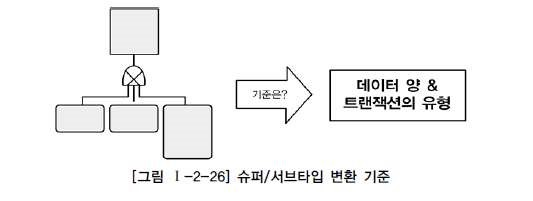 기준은?
데이터 양 &
트랜잭션의 유형
[그림 Ⅰ-2-26] 슈퍼/서브타입 변환 기준